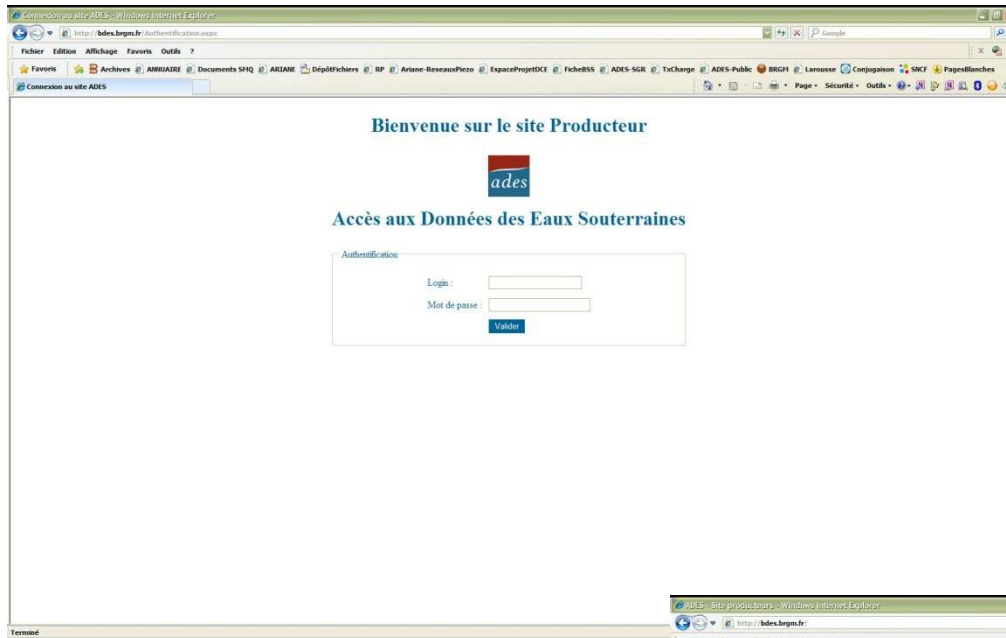 Connexion au site ADES - Windows Internet Explorer
http://bdes.brgm.fr/Authentification.aspx
Google
Fichier Edition Affichage Favoris Outils ?
Favoris Archives ANNUAIRE Documents SMQ ARIANE DépôtFichiers RP Ariane-ReseauxPiezo EspaceProjetDCE FicheBSS ADES-SGR TxCharge ADES-Public BRGM Larousse Conjugaison SNCF PagesBlanches
Connexion au site ADES
Page Sécurité Outils
Bienvenue sur le site Producteur
ades
Accès aux Données des Eaux Souterraines
Authentification
Login :
Mot de passe :
Valider
ADES - Site producteurs - Windows Internet Explorer
http://bdes.brgm.fr/
Terminé